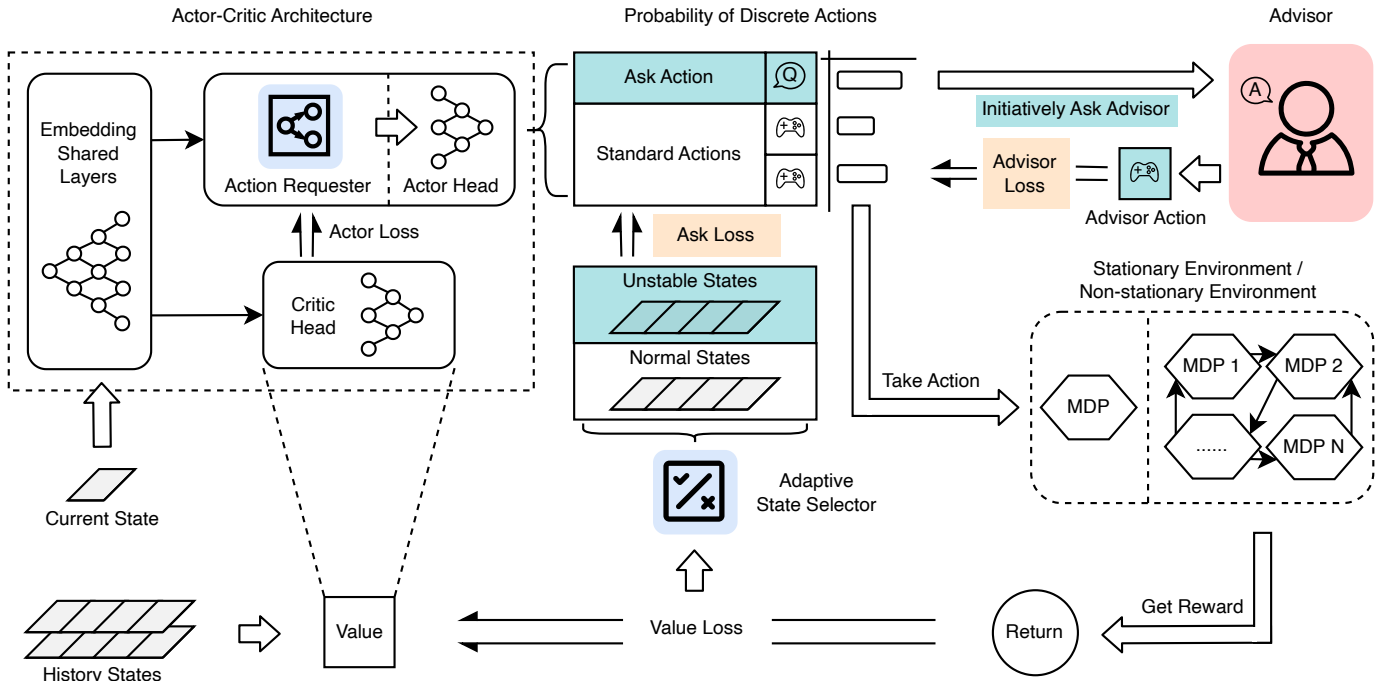 Actor-Critic Architecture
Probability of Discrete Actions
Advisor
Embedding
Shared
Layers
Action Requester
Actor Head
Actor Loss
Critic
Head
Ask Action
Q
Standard Actions
Initiatively Ask Advisor
A
Advisor
Loss
Advisor Action
Ask Loss
Unstable States
Normal States
Take Action
Stationary Environment /
Non-stationary Environment
MDP
MDP 1
MDP 2
......
MDP N
Current State
Adaptive
State Selector
History States
Value
Value Loss
Return
Get Reward